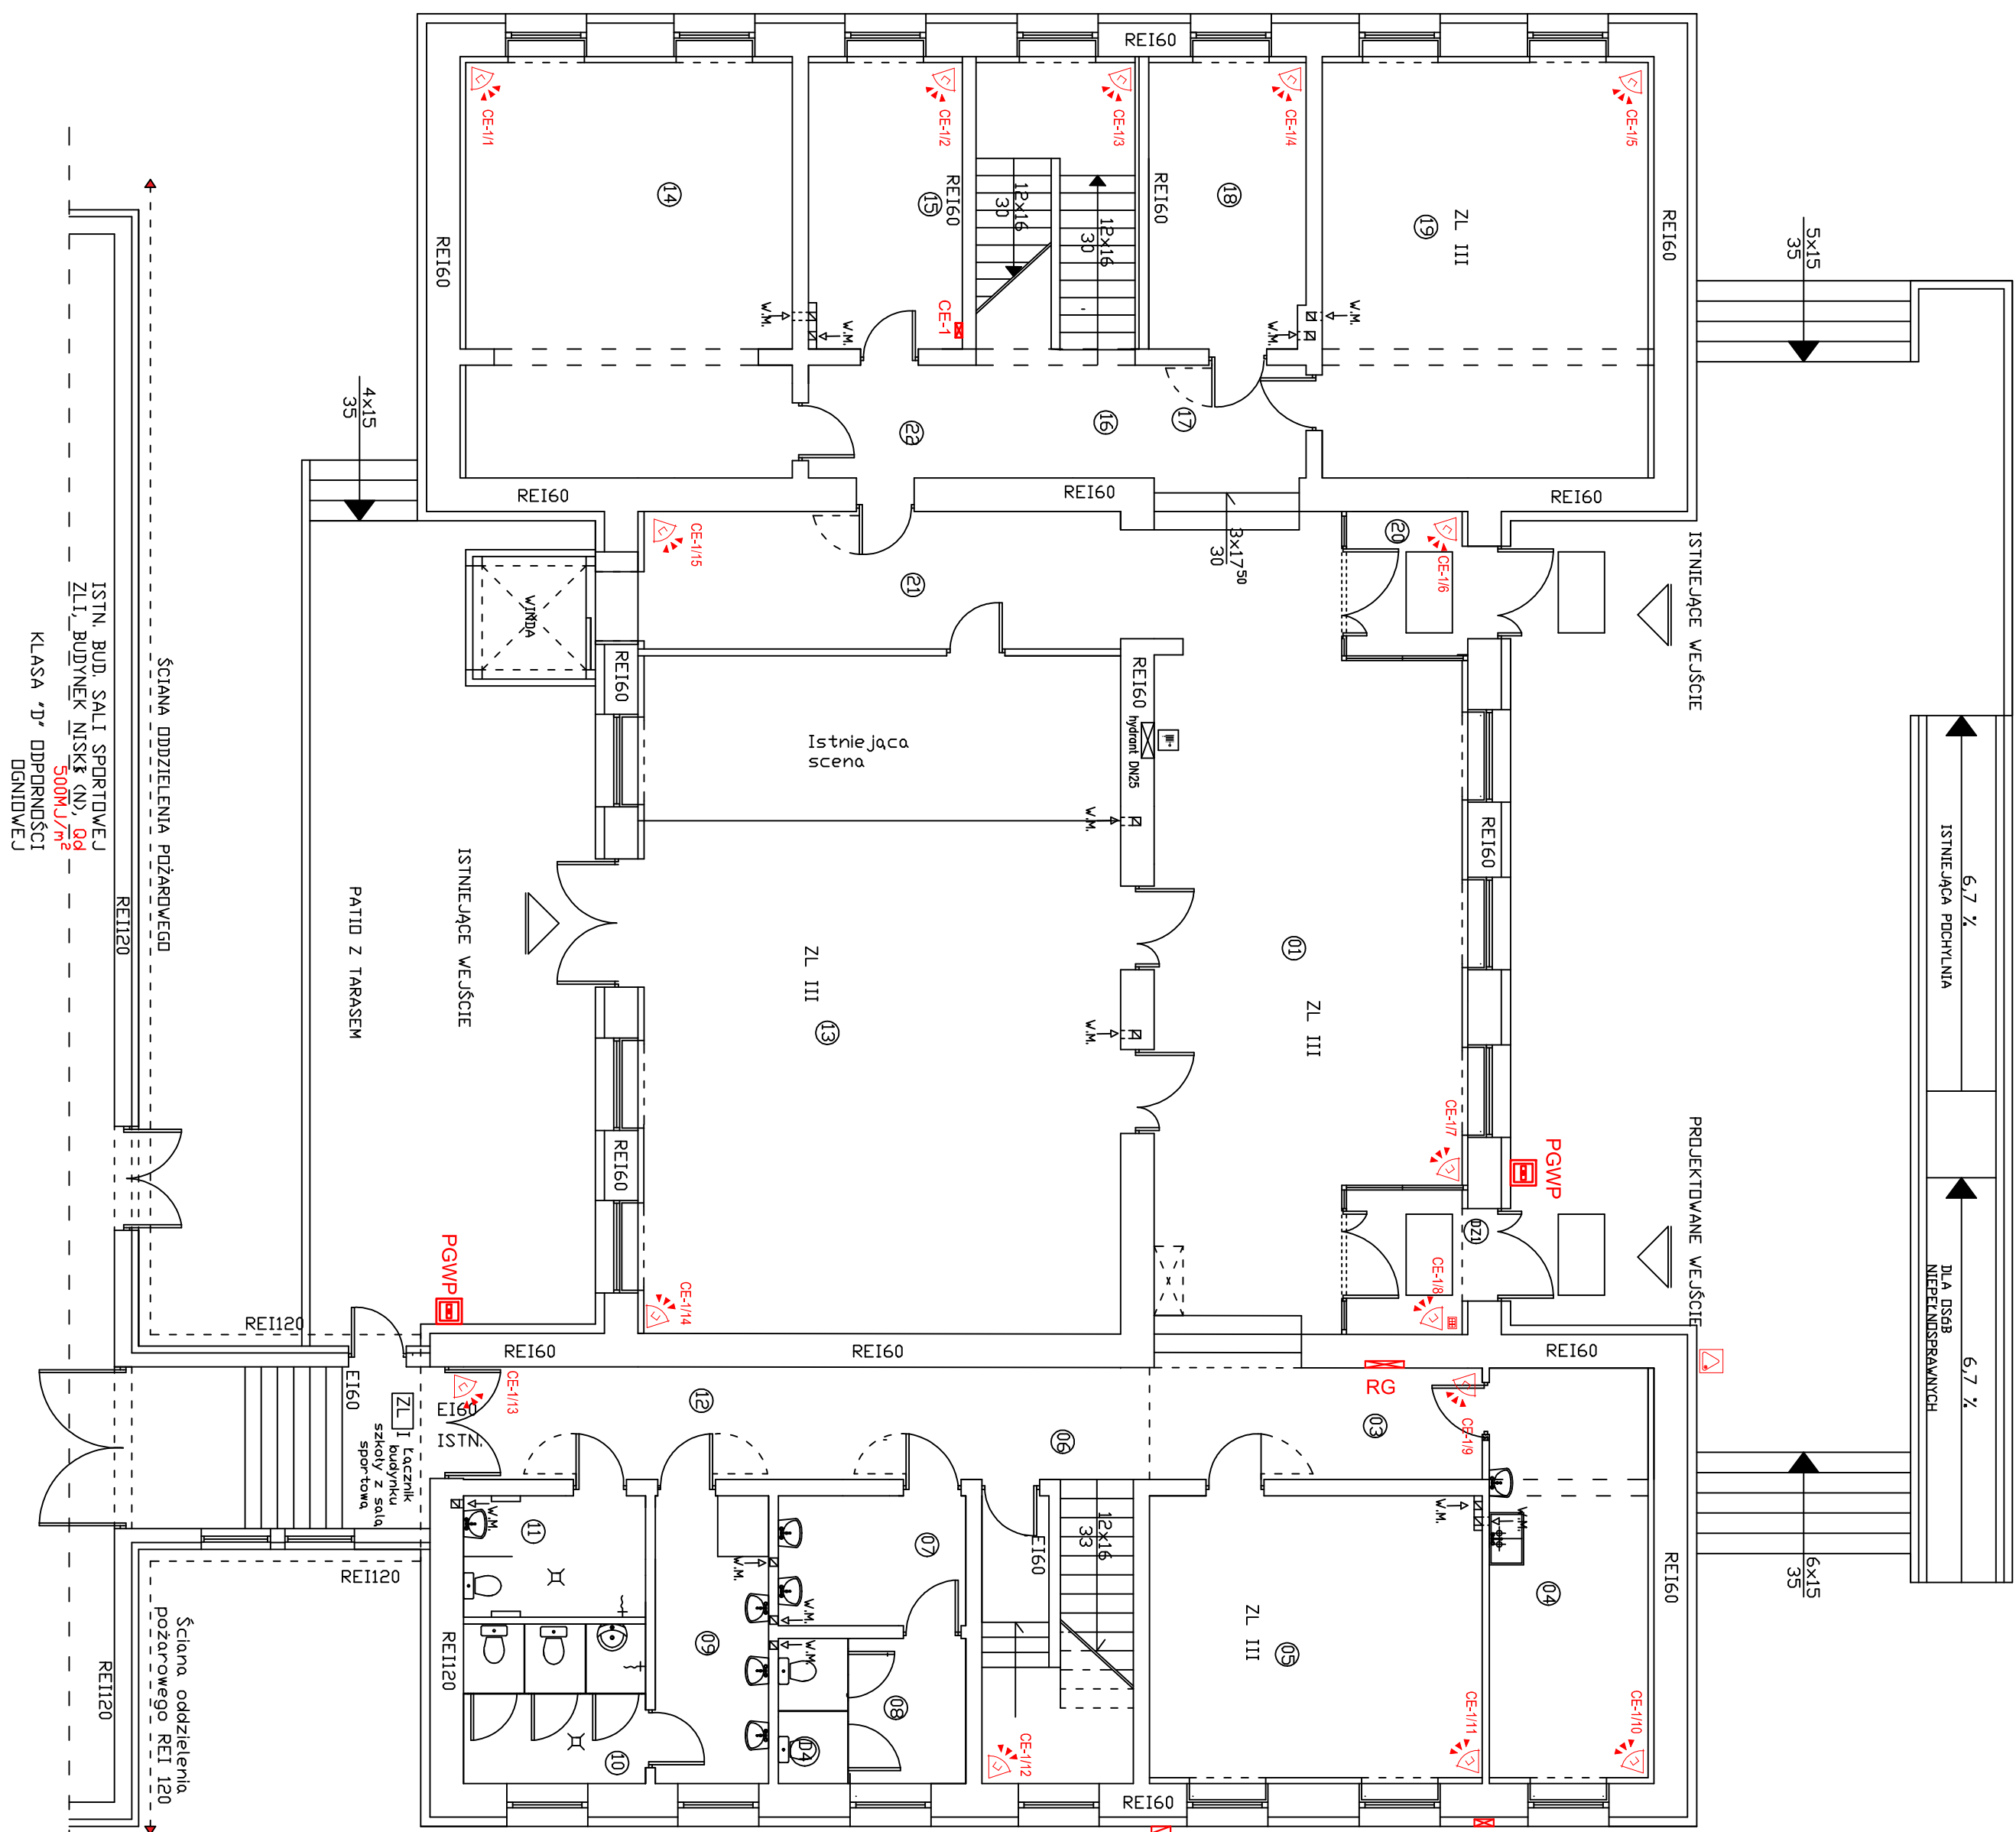 REI60
CE-1/1
CE-1/2
CE-1/3
CE-1/4
CE-1/5
14
15
REI60
12x16
30
12x16
30
REI60
18
19
ZL III
REI60
5x15
35
REI60
W.M.
W.M.
CE-1
W.M.
W.M.
4x15
35
22
16
17
REI60
REI60
REI60
CE-1/15
3x17⁵⁰
30
20
CE-1/6
ISTNIEJĄCE WEJŚCIE
WINDA
21
REI60
REI60
hydrant DN25
Istniejąca
scena
W.M.
REI60
ISTNIEJĄCA POCHYLNIA
6,7 %
ŚCIANA ODDZIELENIA POŻAROWEGO
ISTN. BUD. SALI SPORTOWEJ
ZLI, BUDYNEK NISKI (N), Qd
500MJ/m²
KLASA "D" ODPORNOŚCI
OGNIOWEJ
REI120
PATIO Z TARASEM
ISTNIEJĄCE WEJŚCIE
ZL III
13
W.M.
01
ZL III
CE-1/7
PGWP
PROJEKTOWANE WEJŚCIE
REI60
DZ1
CE-1/8
DLA OSÓB
NIEPEŁNOSPRAWNYCH
6,7 %
PGWP
CE-1/14
REI120
REI60
REI60
REI60
RG
EI60
ZL I Łącznik
budynku
szkoły z salą
sportową
EI60
ISTN.
CE-1/13
12
06
03
CE-1/9
6x15
35
W.M.
11
W.M.
07
EI60
12x16
33
W.M.
W.M.
04
REI60
REI120
REI120
09
W.M.
W.M.
ZL III
05
08
D4
10
CE-1/12
CE-1/11
CE-1/10
REI120
Ściana oddzielenia
pożarowego REI 120
REI60